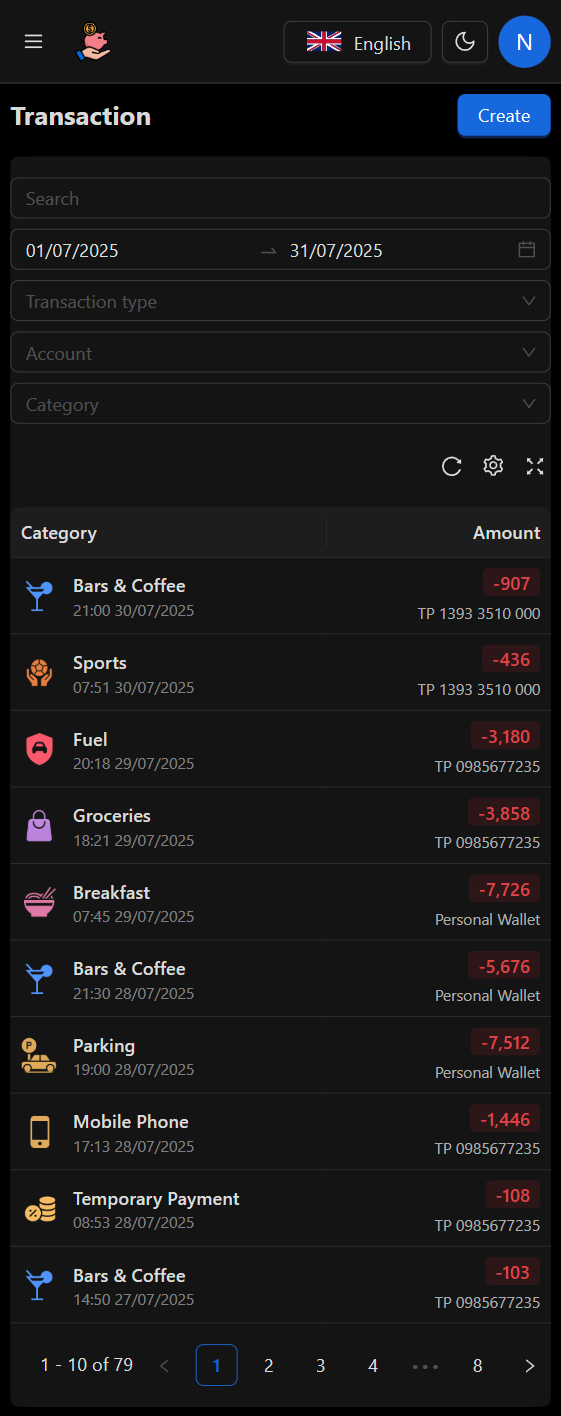 English
N
Transaction
Create
Search
01/07/2025 → 31/07/2025
Transaction type
Account
Category
Category Amount
Bars & Coffee -907
21:00 30/07/2025 TP 1393 3510 000
Sports -436
07:51 30/07/2025 TP 1393 3510 000
Fuel -3,180
20:18 29/07/2025 TP 0985677235
Groceries -3,858
18:21 29/07/2025 TP 0985677235
Breakfast -7,726
07:45 29/07/2025 Personal Wallet
Bars & Coffee -5,676
21:30 28/07/2025 Personal Wallet
P
Parking -7,512
19:00 28/07/2025 Personal Wallet
Mobile Phone -1,446
17:13 28/07/2025 TP 0985677235
Temporary Payment -108
08:53 28/07/2025 TP 0985677235
Bars & Coffee -103
14:50 27/07/2025 TP 0985677235
1 - 10 of 79 < 1 2 3 4 ••• 8 >